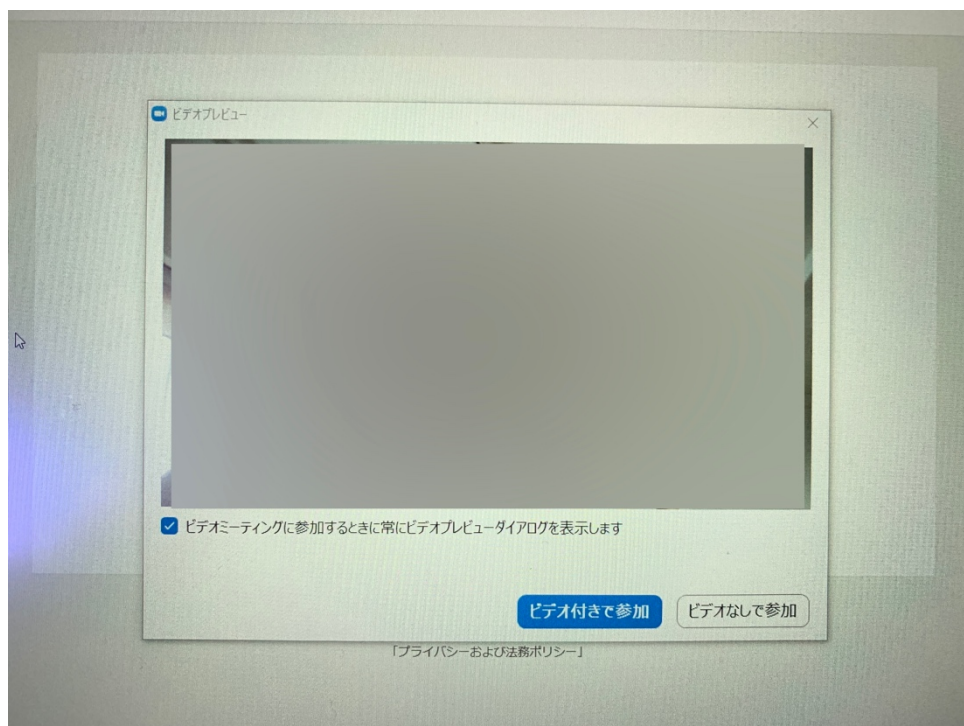 ビデオプレビュー
ビデオミーティングに参加するときに常にビデオプレビューダイアログを表示します
ビデオ付きで参加
ビデオなしで参加
「プライバシーおよび法務ポリシー」